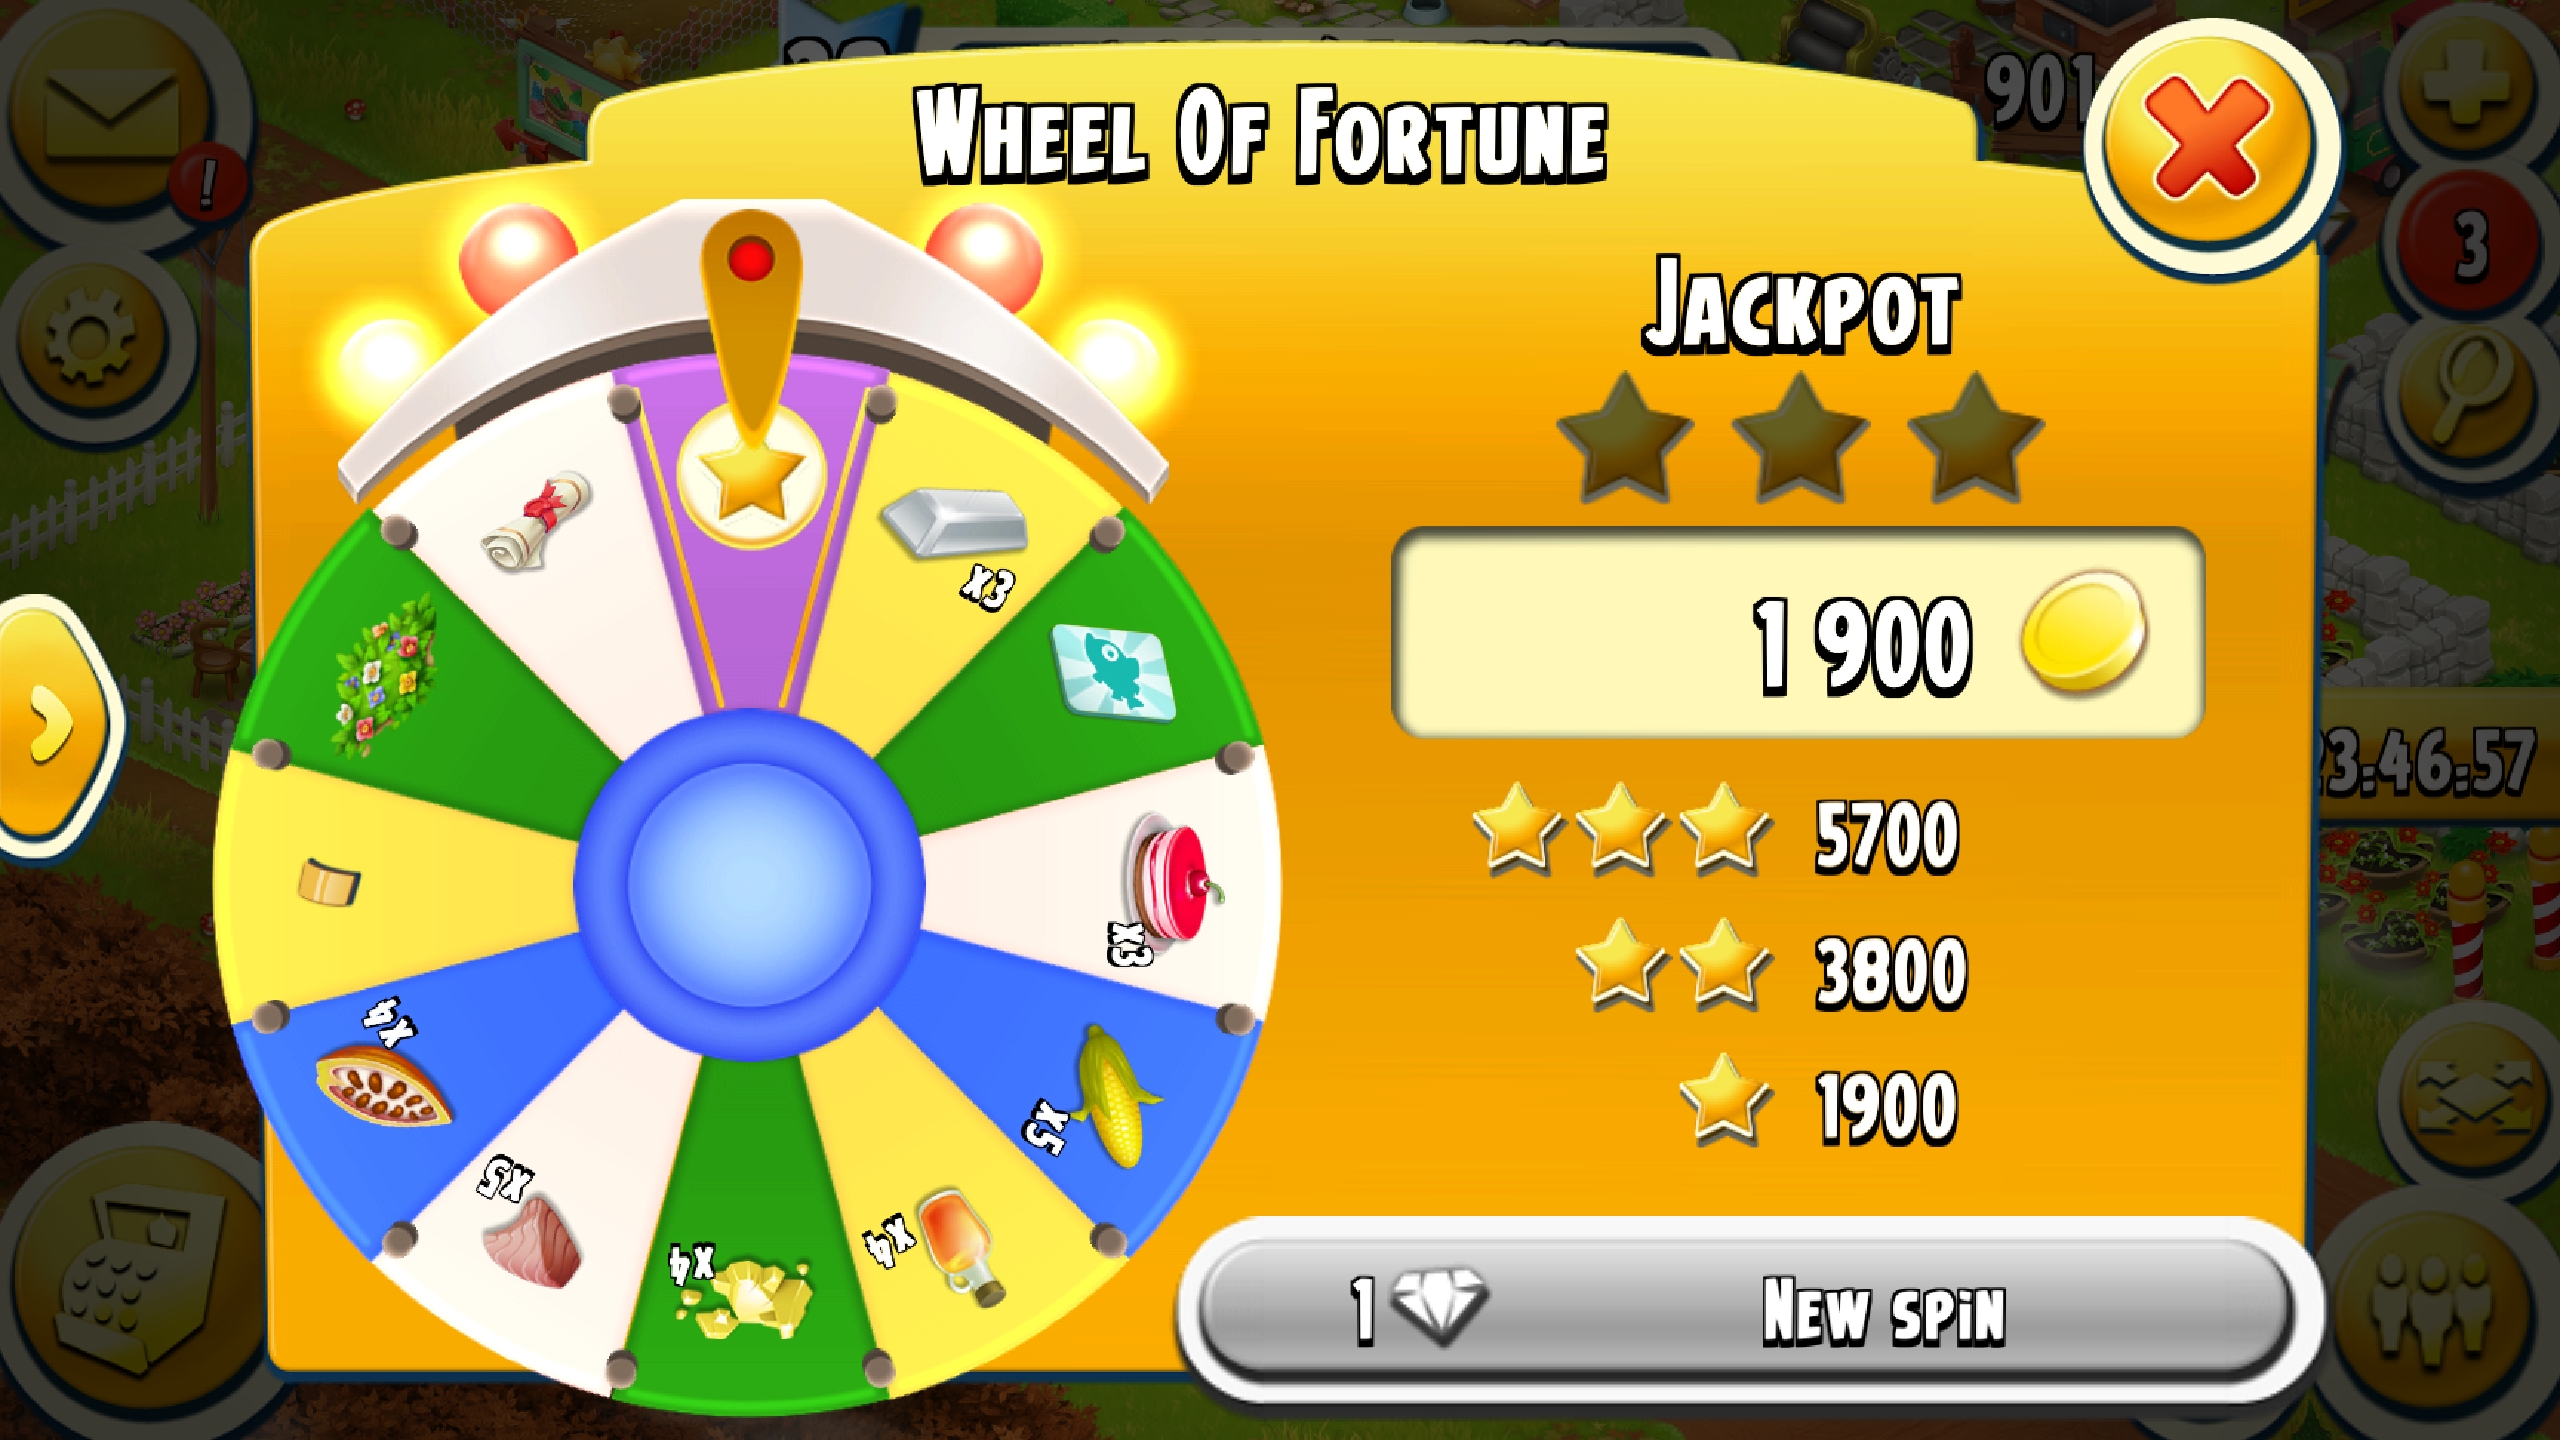 Wheel Of Fortune
901
!
3
Jackpot
1 900
5700
3800
1900
x3
x3
x5
x4
x4
x5
x4
3:46:57
1 New spin